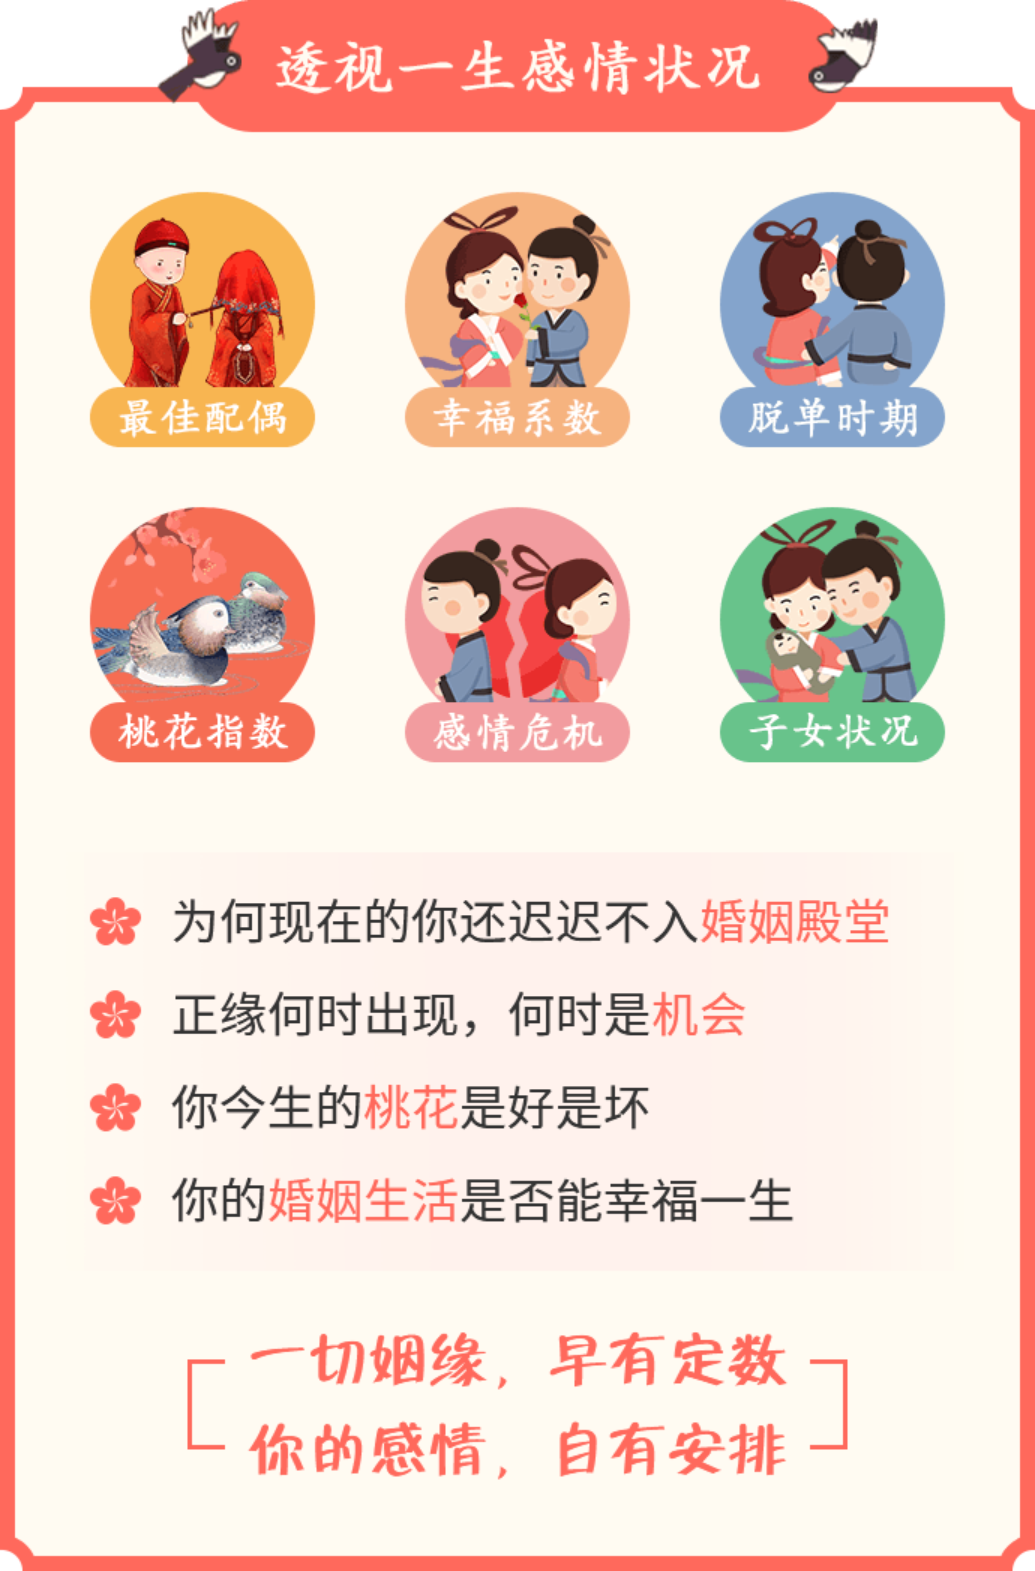 透视一生感情状况
最佳配偶
幸福系数
脱单时期
桃花指数
感情危机
子女状况
为何现在的你还迟迟不入婚姻殿堂
正缘何时出现，何时是机会
你今生的桃花是好是坏
你的婚姻生活是否能幸福一生
一切姻缘，早有定数
你的感情，自有安排